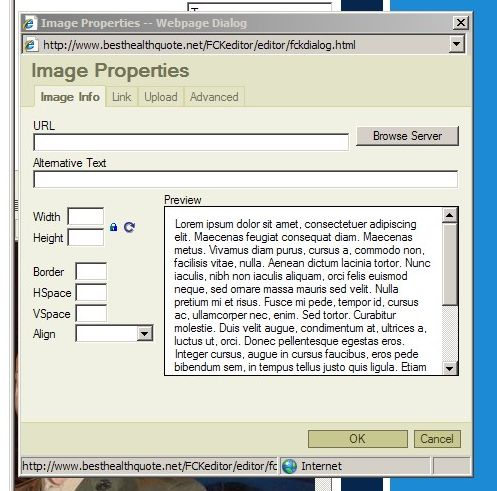 Image Properties -- Webpage Dialog
http://www.besthealthquote.net/FCKeditor/editor/fckdialog.html
Image Properties
Image Info Link Upload Advanced
URL
Browse Server
Alternative Text
Width
Height
Border
HSpace
VSpace
Align
Preview
Lorem ipsum dolor sit amet, consectetuer adipiscing
elit. Maecenas feugiat consequat diam. Maecenas
metus. Vivamus diam purus, cursus a, commodo non,
facilisis vitae, nulla. Aenean dictum lacinia tortor. Nunc
iaculis, nibh non iaculis aliquam, orci felis euismod
neque, sed ornare massa mauris sed velit. Nulla
pretium mi et risus. Fusce mi pede, tempor id, cursus
ac, ullamcorper nec, enim. Sed tortor. Curabitur
molestie. Duis velit augue, condimentum at, ultrices a,
luctus ut, orci. Donec pellentesque egestas eros.
Integer cursus, augue in cursus faucibus, eros pede
bibendum sem, in tempus tellus justo quis ligula. Etiam
OK Cancel
http://www.besthealthquote.net/FCKeditor/editor/fc Internet